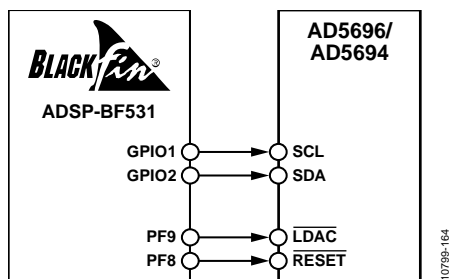 BLACKfin®
ADSP-BF531
GPIO1
GPIO2
PF9
PF8
AD5696/
AD5694
SCL
SDA
LDAC
RESET
10799-164